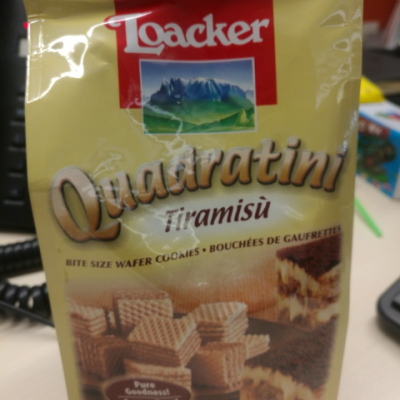 Loacker
Quadratini
Tiramisù
BITE SIZE WAFER COOKIES • BOUCHÉES DE GAUFRETTES
Pure
Goodness!